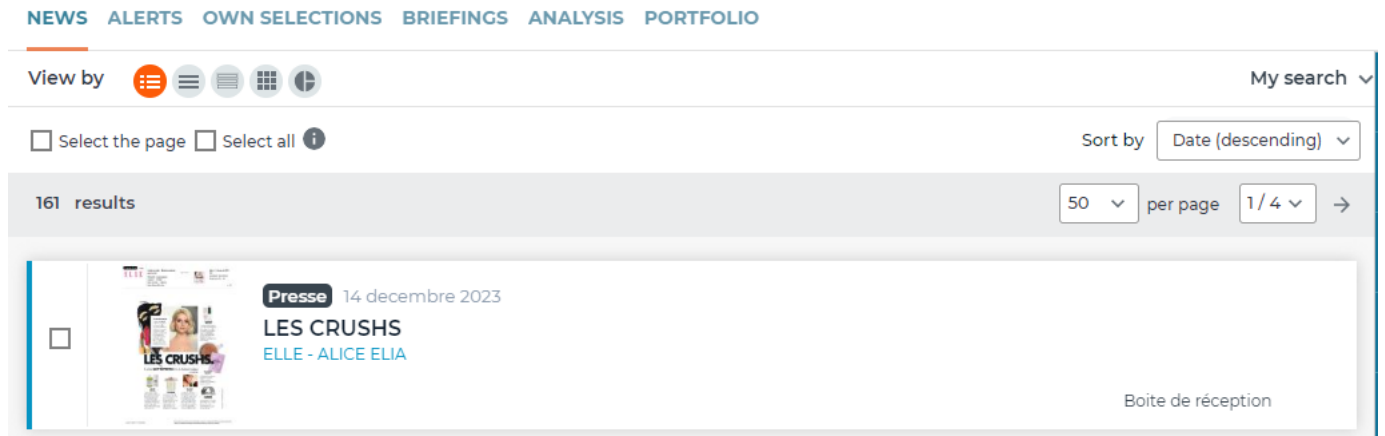 NEWS ALERTS OWN SELECTIONS BRIEFINGS ANALYSIS PORTFOLIO
View by My search
Select the page Select all i Sort by Date (descending)
161 results 50 per page 1 / 4
Presse 14 decembre 2023
LES CRUSHS
ELLE - ALICE ELIA
LES CRUSHS.
Boite de réception